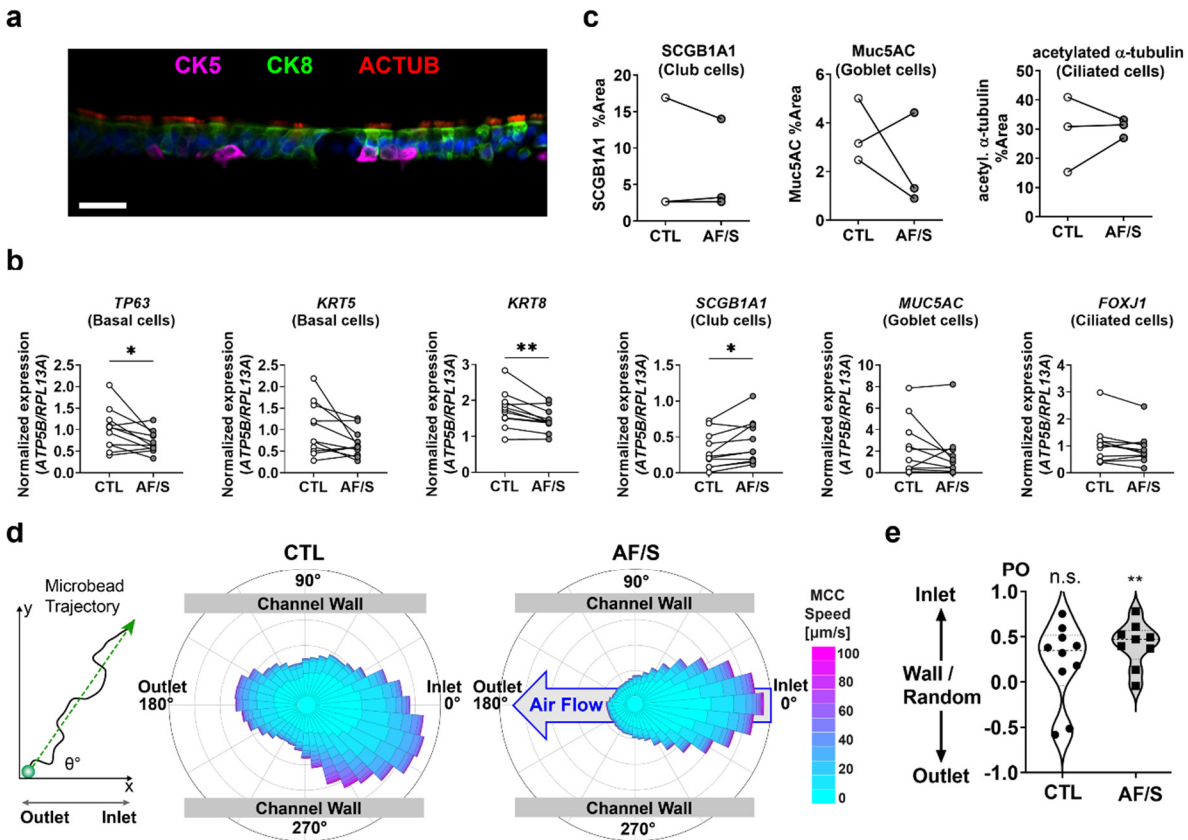 a
CK5 CK8 ACTUB
c
SCGB1A1
(Club cells)
SCGB1A1 %Area
20
15
10
5
0
CTL AF/S
Muc5AC
(Goblet cells)
Muc5AC %Area
6
4
2
0
CTL AF/S
acetylated α-tubulin
(Ciliated cells)
acetyl. α-tubulin
%Area
50
40
30
20
10
0
CTL AF/S
b
TP63
(Basal cells)
Normalized expression
(ATP5B/RPL13A)
2.5
2.0
1.5
1.0
0.5
0.0
*
CTL AF/S
KRT5
(Basal cells)
Normalized expression
(ATP5B/RPL13A)
2.5
2.0
1.5
1.0
0.5
0.0
CTL AF/S
KRT8
Normalized expression
(ATP5B/RPL13A)
3
2
1
0
**
CTL AF/S
SCGB1A1
(Club cells)
Normalized expression
(ATP5B/RPL13A)
1.5
1.0
0.5
0.0
*
CTL AF/S
MUC5AC
(Goblet cells)
Normalized expression
(ATP5B/RPL13A)
10
8
6
4
2
0
CTL AF/S
FOXJ1
(Ciliated cells)
Normalized expression
(ATP5B/RPL13A)
4
3
2
1
0
CTL AF/S
d
Microbead
Trajectory
y
θ°
x
Outlet Inlet
CTL
90°
Channel Wall
Outlet
180°
Inlet
0°
Channel Wall
270°
AF/S
90°
Channel Wall
Outlet
180°
Air Flow
Inlet
0°
Channel Wall
270°
MCC
Speed
[µm/s]
100
80
60
40
20
0
e
PO
Inlet
Wall /
Random
Outlet
1.0
0.5
0.0
-0.5
-1.0
n.s.
**
CTL AF/S